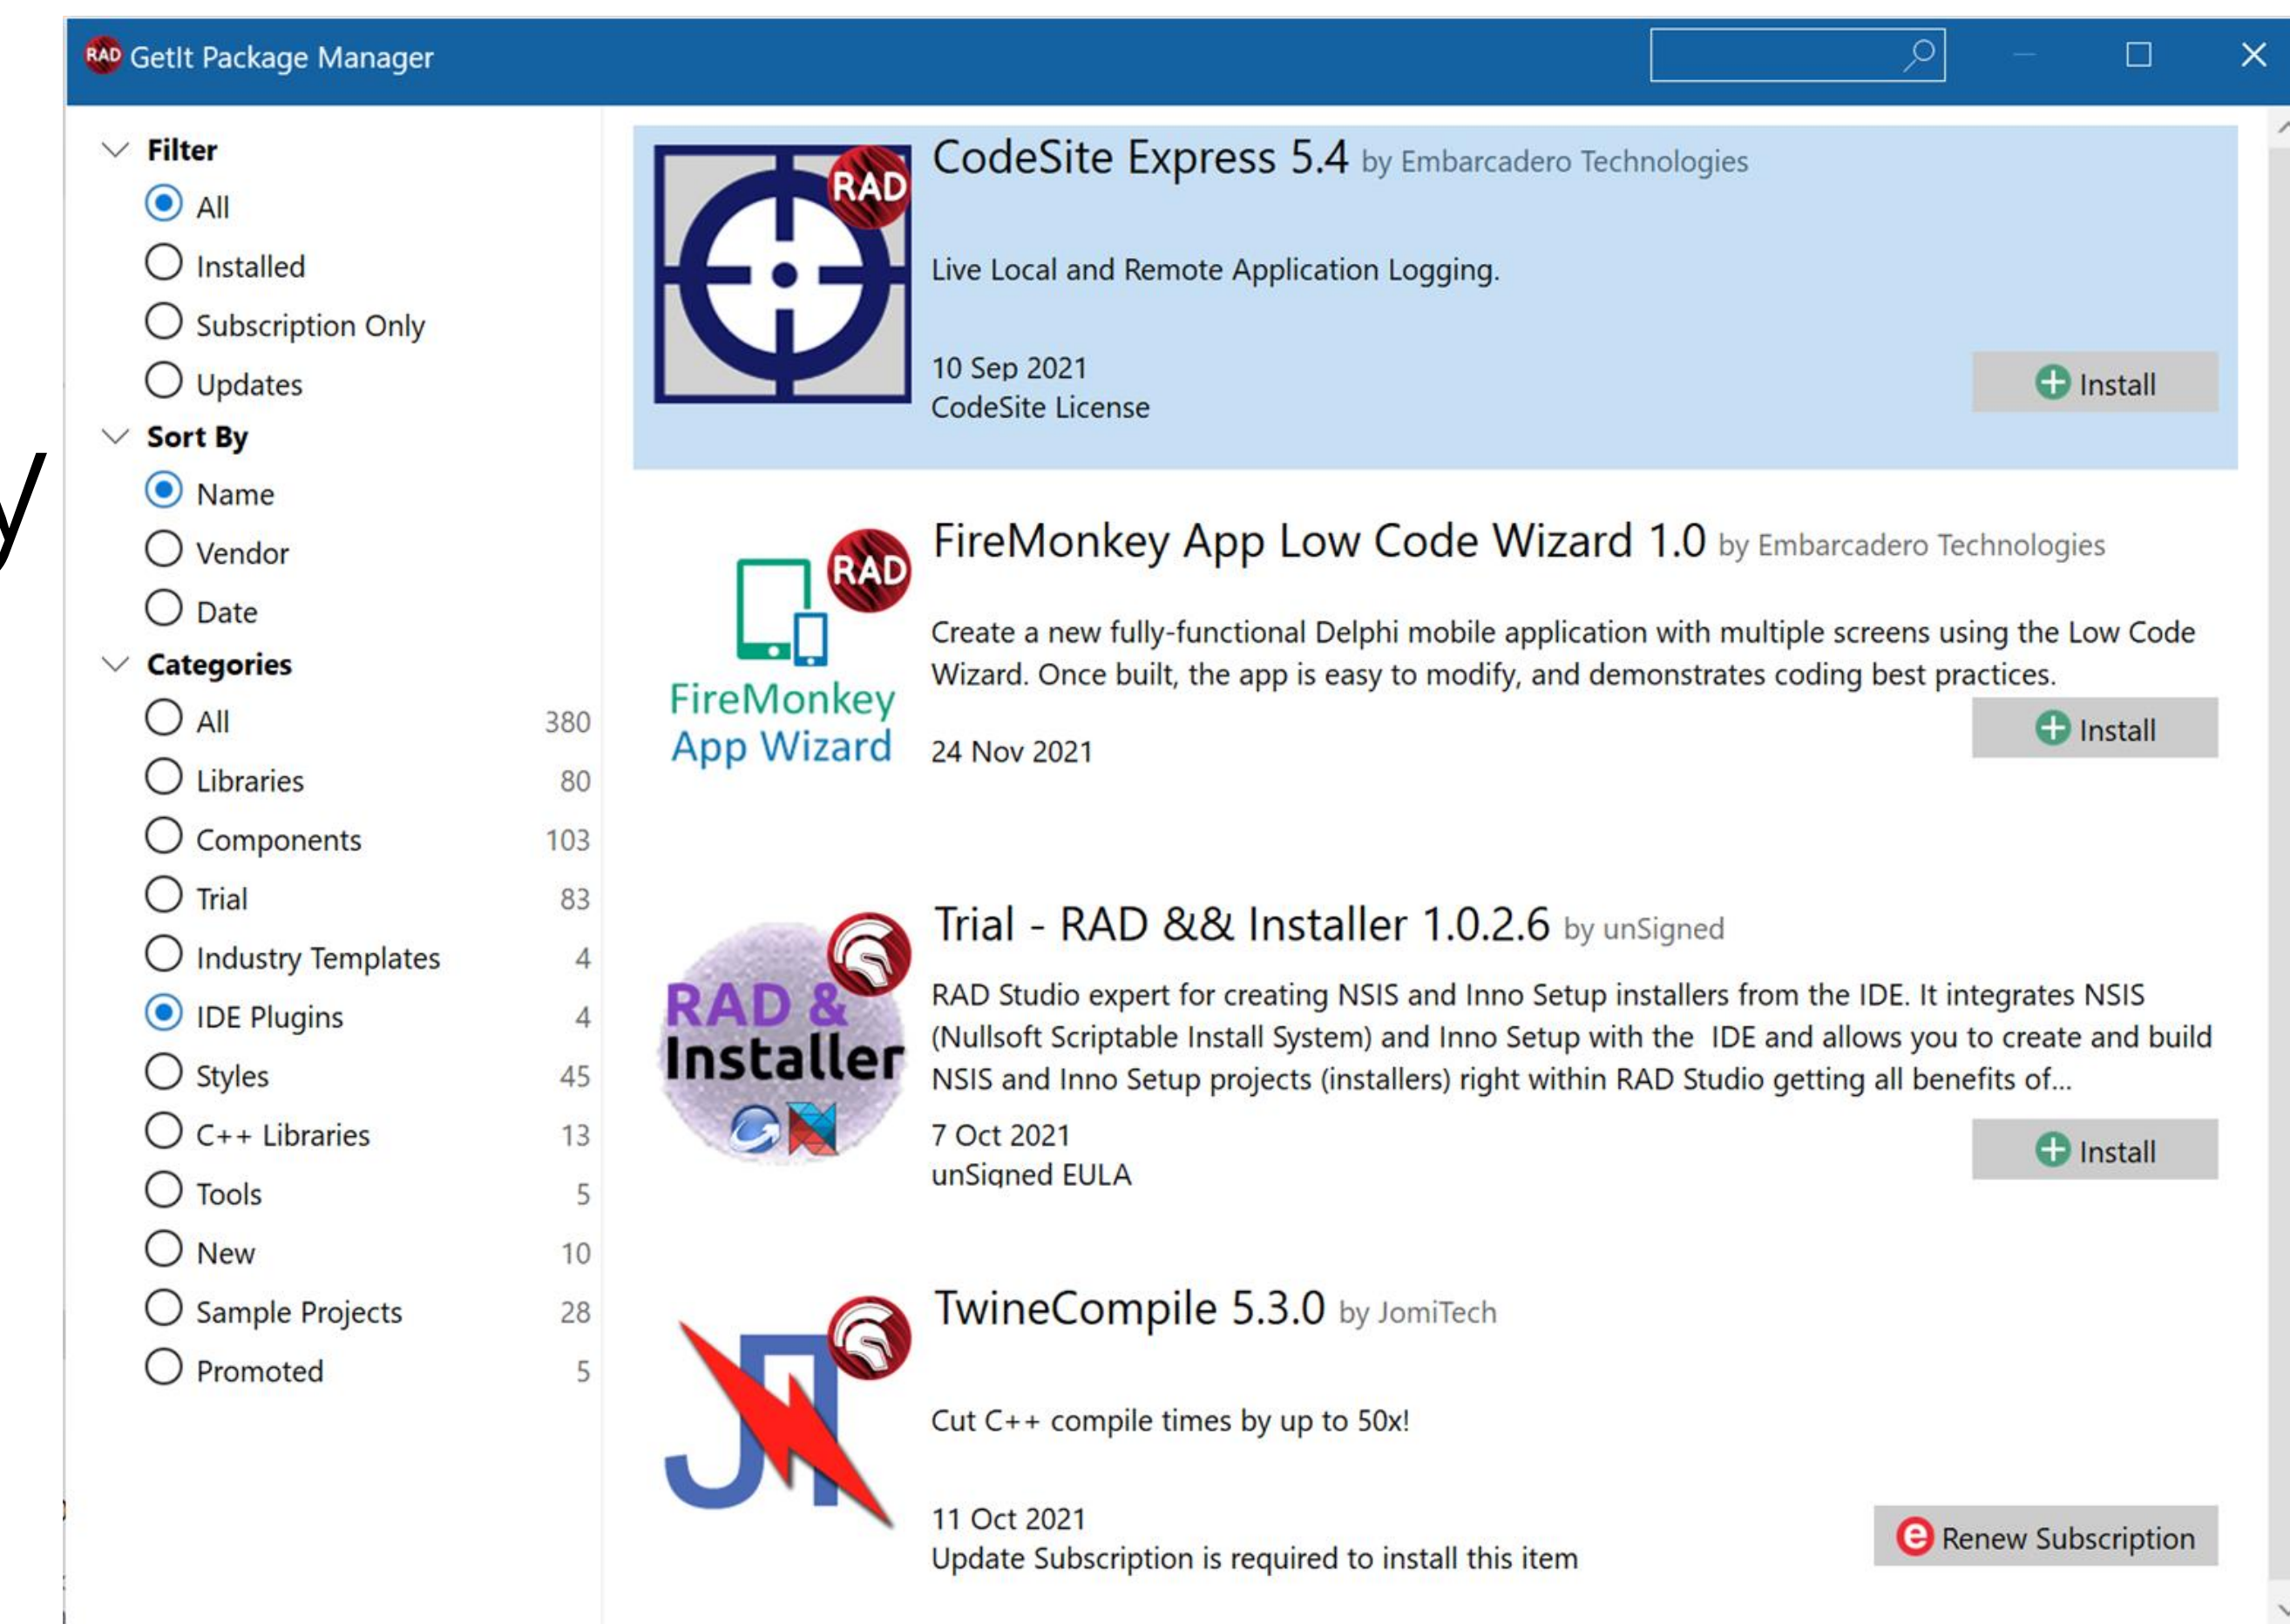 RAD GetIt Package Manager
Filter
All
Installed
Subscription Only
Updates
Sort By
Name
Vendor
Date
Categories
All 380
Libraries 80
Components 103
Trial 83
Industry Templates 4
IDE Plugins 4
Styles 45
C++ Libraries 13
Tools 5
New 10
Sample Projects 28
Promoted 5
y
RAD
CodeSite Express 5.4 by Embarcadero Technologies
Live Local and Remote Application Logging.
10 Sep 2021
CodeSite License
Install
RAD
FireMonkey
App Wizard
FireMonkey App Low Code Wizard 1.0 by Embarcadero Technologies
Create a new fully-functional Delphi mobile application with multiple screens using the Low Code
Wizard. Once built, the app is easy to modify, and demonstrates coding best practices.
24 Nov 2021
Install
RAD &
Installer
Trial - RAD && Installer 1.0.2.6 by unSigned
RAD Studio expert for creating NSIS and Inno Setup installers from the IDE. It integrates NSIS
(Nullsoft Scriptable Install System) and Inno Setup with the IDE and allows you to create and build
NSIS and Inno Setup projects (installers) right within RAD Studio getting all benefits of...
7 Oct 2021
unSigned EULA
Install
JT
TwineCompile 5.3.0 by JomiTech
Cut C++ compile times by up to 50x!
11 Oct 2021
Update Subscription is required to install this item
e Renew Subscription